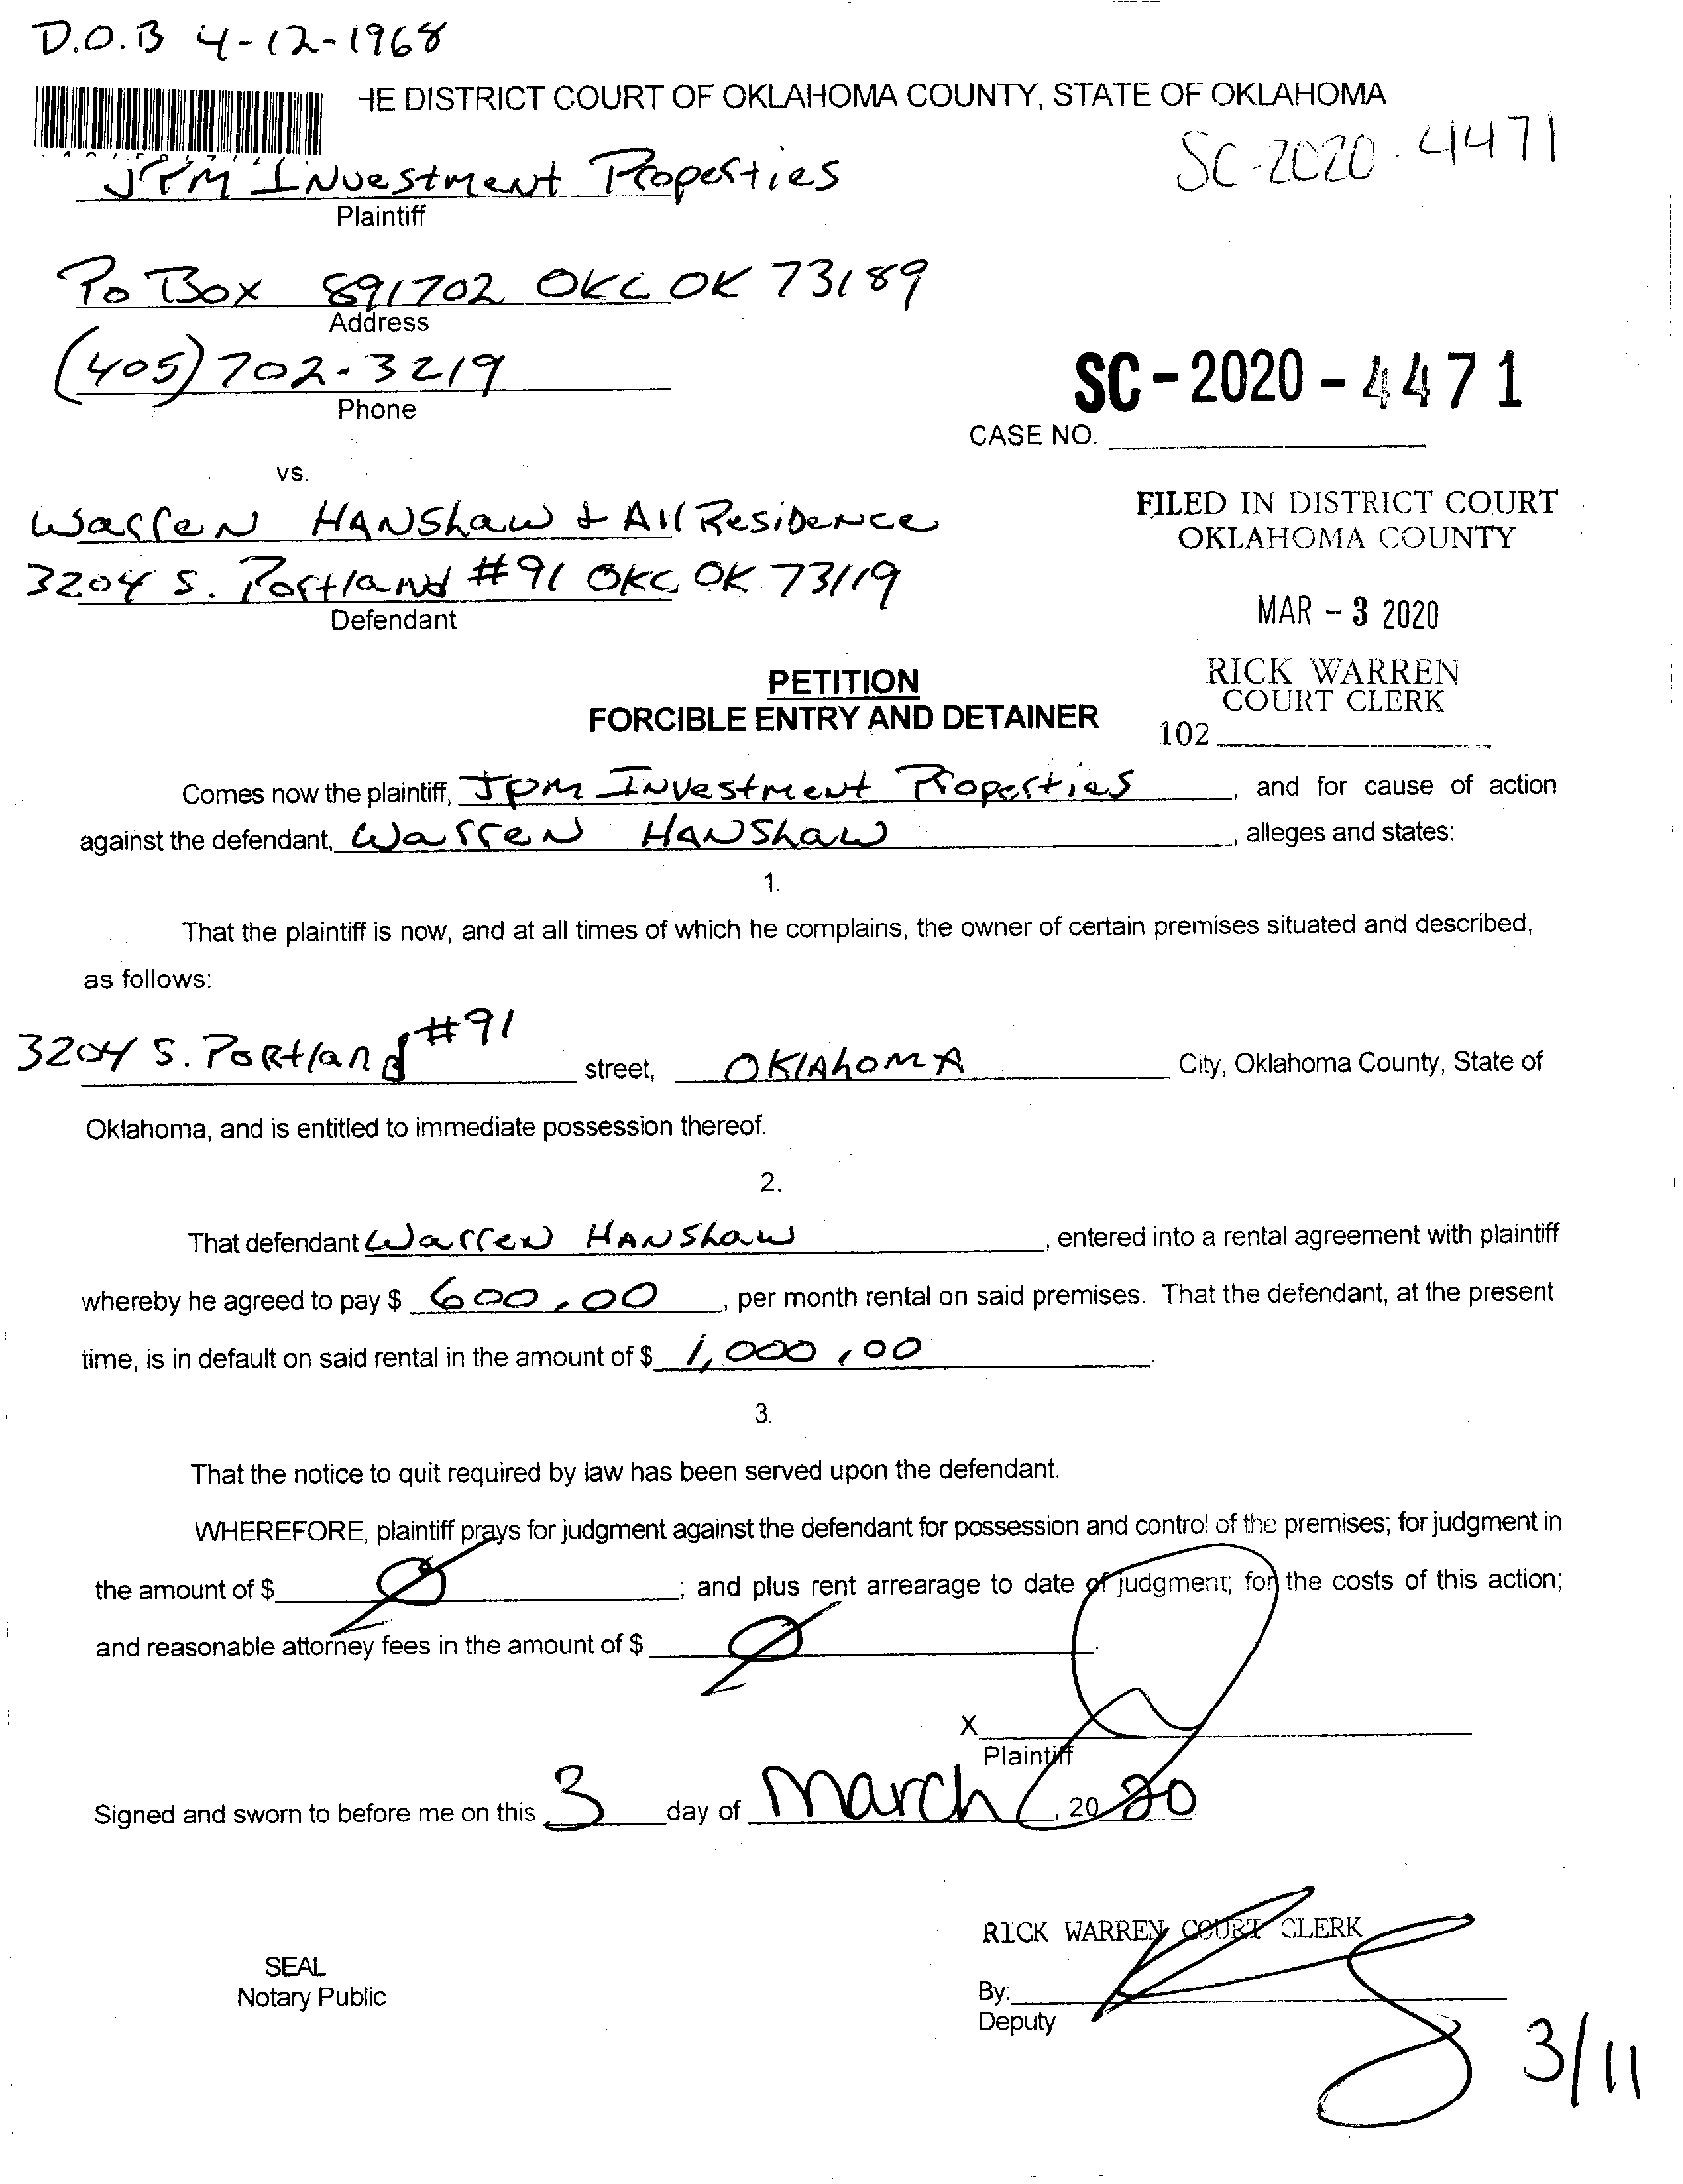 D.O.B 4-12-1968
HE DISTRICT COURT OF OKLAHOMA COUNTY, STATE OF OKLAHOMA
SC-2020-4471
JPM Investment Properties
Plaintiff
Po Box 891702 OKC OK 73189
Address
(405) 702-3219
Phone
SC-2020-4471
CASE NO.
vs.
Warren Hanshaw & All Residence
3204 S. Portland #91 OKC OK 73119
Defendant
FILED IN DISTRICT COURT
OKLAHOMA COUNTY
MAR - 3 2020
RICK WARREN
COURT CLERK
102
PETITION
FORCIBLE ENTRY AND DETAINER
Comes now the plaintiff, Jpm Investment Properties, and for cause of action
against the defendant, Warren Hanshaw, alleges and states:
1.
That the plaintiff is now, and at all times of which he complains, the owner of certain premises situated and described,
as follows:
3204 S. Portland #91 street, Oklahoma City, Oklahoma County, State of
Oklahoma, and is entitled to immediate possession thereof.
2.
That defendant Warren Hanshaw, entered into a rental agreement with plaintiff
whereby he agreed to pay $ 600.00, per month rental on said premises. That the defendant, at the present
time, is in default on said rental in the amount of $ 1,000.00.
3.
That the notice to quit required by law has been served upon the defendant.
WHEREFORE, plaintiff prays for judgment against the defendant for possession and control of the premises; for judgment in
the amount of $ 0; and plus rent arrearage to date of judgment; for the costs of this action;
and reasonable attorney fees in the amount of $ 0.
X
Plaintiff
Signed and sworn to before me on this 3 day of March, 2020
RICK WARREN COURT CLERK
SEAL
Notary Public
By:
Deputy
3/11